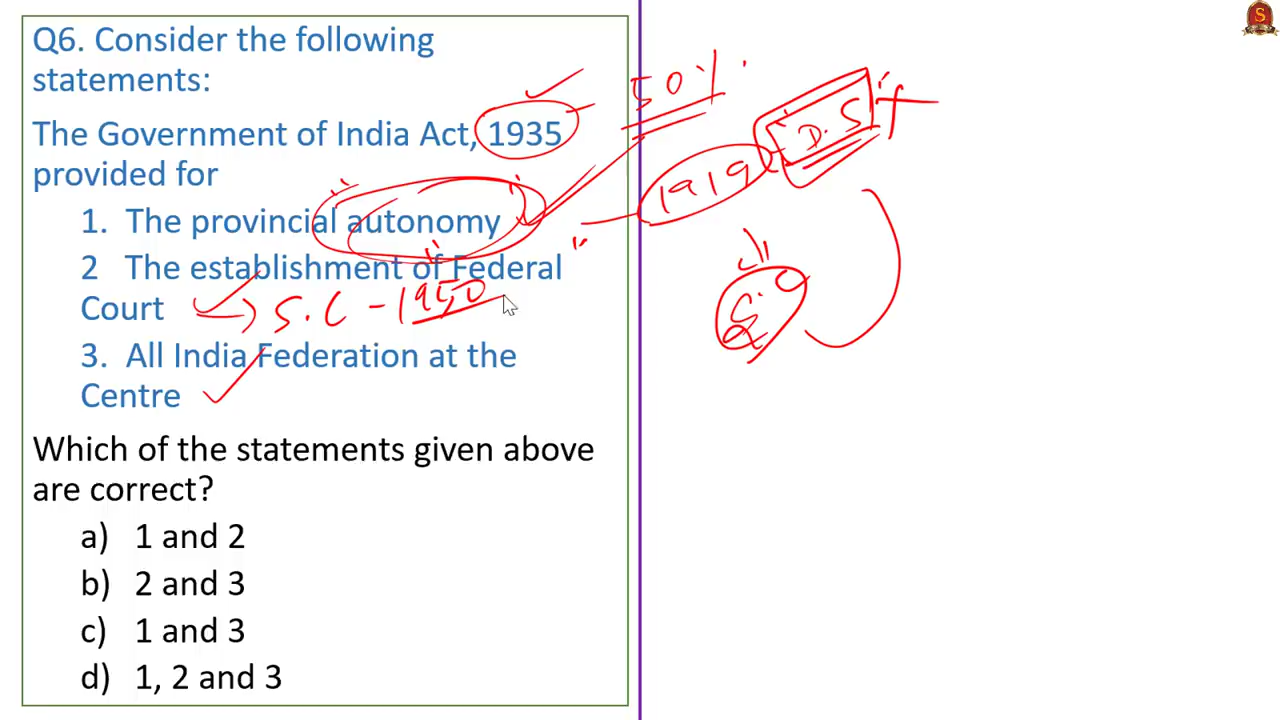 Q6. Consider the following
statements:
The Government of India Act, 1935
provided for
1. The provincial autonomy
2 The establishment of Federal
Court
S.C - 1950
3. All India Federation at the
Centre
Which of the statements given above
are correct?
a) 1 and 2
b) 2 and 3
c) 1 and 3
d) 1, 2 and 3
50%
1919 - D.S
S